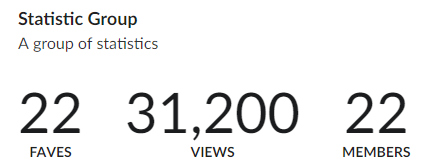 Statistic Group
A group of statistics
22 31,200 22
FAVES VIEWS MEMBERS